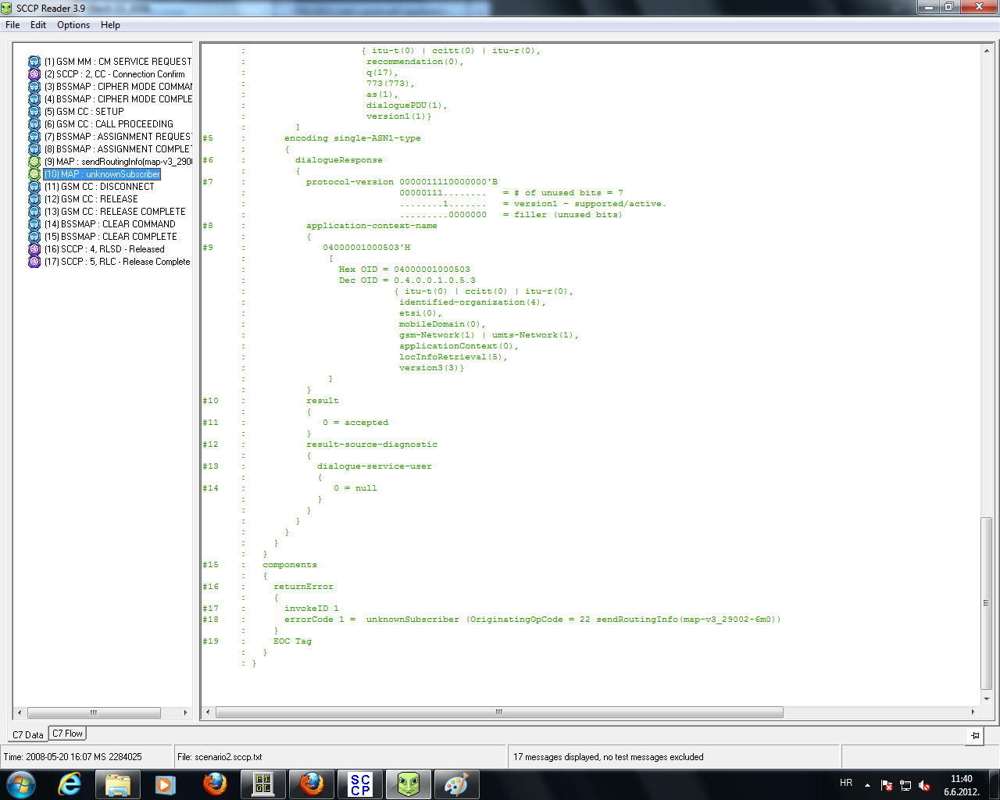 SCCP Reader 3.9
File Edit Options Help
(1) GSM MM : CM SERVICE REQUEST
(2) SCCP : 2, CC - Connection Confirm
(3) BSSMAP : CIPHER MODE COMMAN
(4) BSSMAP : CIPHER MODE COMPLE
(5) GSM CC : SETUP
(6) GSM CC : CALL PROCEEDING
(7) BSSMAP : ASSIGNMENT REQUEST
(8) BSSMAP : ASSIGNMENT COMPLET
(9) MAP : sendRoutingInfo(map-v3_2900
(10) MAP : unknownSubscriber
(11) GSM CC : DISCONNECT
(12) GSM CC : RELEASE
(13) GSM CC : RELEASE COMPLETE
(14) BSSMAP : CLEAR COMMAND
(15) BSSMAP : CLEAR COMPLETE
(16) SCCP : 4, RLSD - Released
(17) SCCP : 5, RLC - Release Complete
: { itu-t(0) | ccitt(0) | itu-r(0),
: recommendation(0),
: q(17),
: 773(773),
: as(1),
: dialoguePDU(1),
: version1(1)}
: ]
#5 : encoding single-ASN1-type
: {
#6 : dialogueResponse
: {
#7 : protocol-version 0000011110000000'B
: 00000111........ = # of unused bits = 7
: ........1....... = version1 - supported/active.
: .........0000000 = filler (unused bits)
#8 : application-context-name
: {
#9 : 04000001000503'H
: [
: Hex OID = 04000001000503
: Dec OID = 0.4.0.0.1.0.5.3
: { itu-t(0) | ccitt(0) | itu-r(0),
: identified-organization(4),
: etsi(0),
: mobileDomain(0),
: gsm-Network(1) | umts-Network(1),
: applicationContext(0),
: locInfoRetrieval(5),
: version3(3)}
: ]
: }
#10 : result
: {
#11 : 0 = accepted
: }
#12 : result-source-diagnostic
: {
#13 : dialogue-service-user
: {
#14 : 0 = null
: }
: }
: }
: }
: }
: }
#15 : components
: {
#16 : returnError
: {
#17 : invokeID 1
#18 : errorCode 1 = unknownSubscriber (OriginatingOpCode = 22 sendRoutingInfo(map-v3_29002-6m0))
: }
#19 : EOC Tag
: }
: }
C7 Data C7 Flow
Time: 2008-05-20 16:07 MS 2284025 File: scenario2.sccp.txt 17 messages displayed, no test messages excluded
SCCP
HR 11:40
6.6.2012.